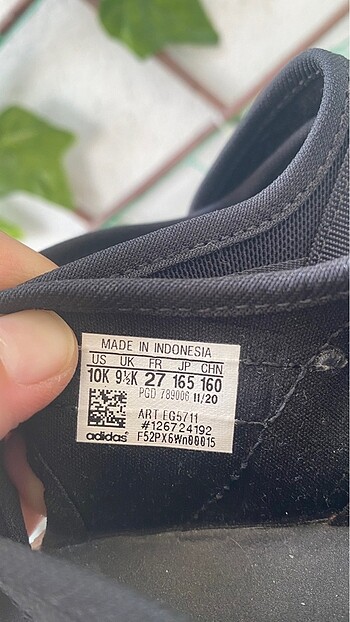 MADE IN INDONESIA
US UK FR JP CHN
10K 9½K 27 165 160
PGD 789006 11/20
ART EG5711
#126724192
adidas F52PX6Wn00015